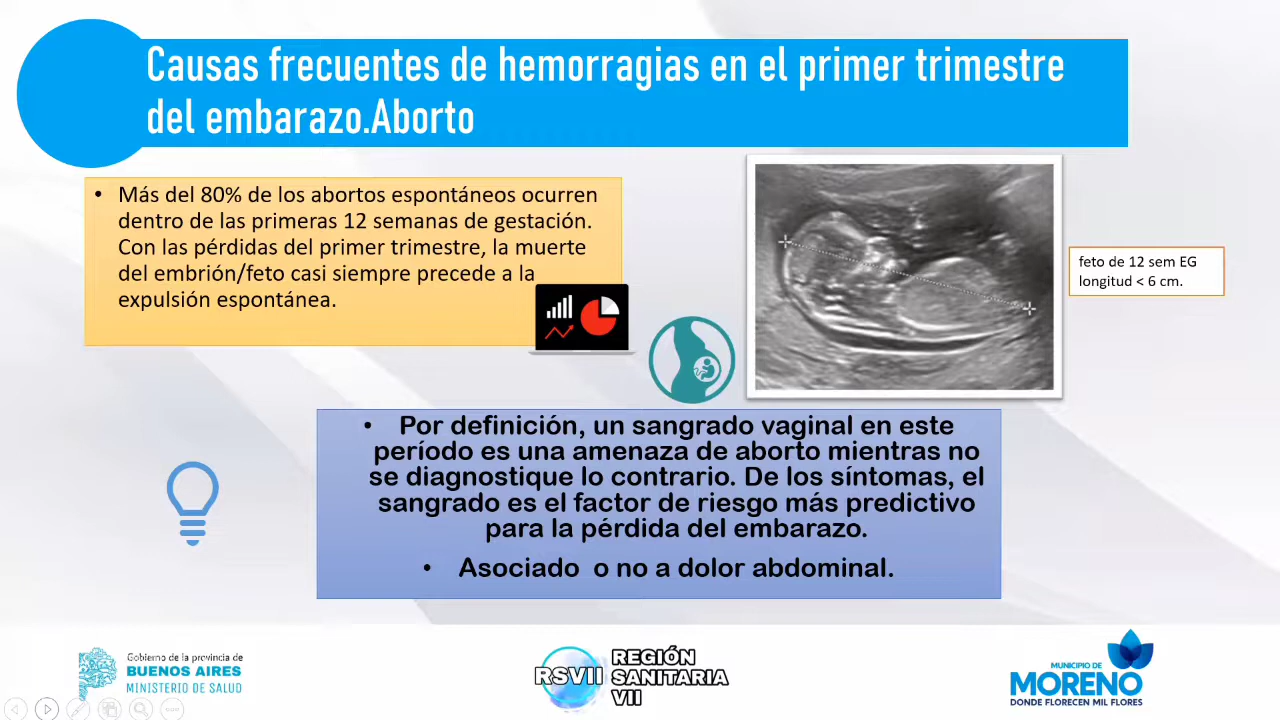 Causas frecuentes de hemorragias en el primer trimestre
del embarazo.Aborto
• Más del 80% de los abortos espontáneos ocurren
dentro de las primeras 12 semanas de gestación.
Con las pérdidas del primer trimestre, la muerte
del embrión/feto casi siempre precede a la
expulsión espontánea.
feto de 12 sem EG
longitud < 6 cm.
• Por definición, un sangrado vaginal en este
período es una amenaza de aborto mientras no
se diagnostique lo contrario. De los síntomas, el
sangrado es el factor de riesgo más predictivo
para la pérdida del embarazo.
• Asociado o no a dolor abdominal.
Gobierno de la provincia de
BUENOS AIRES
MINISTERIO DE SALUD
RSVII
REGIÓN
SANITARIA
VII
MUNICIPIO DE
MORENO
DONDE FLORECEN MIL FLORES